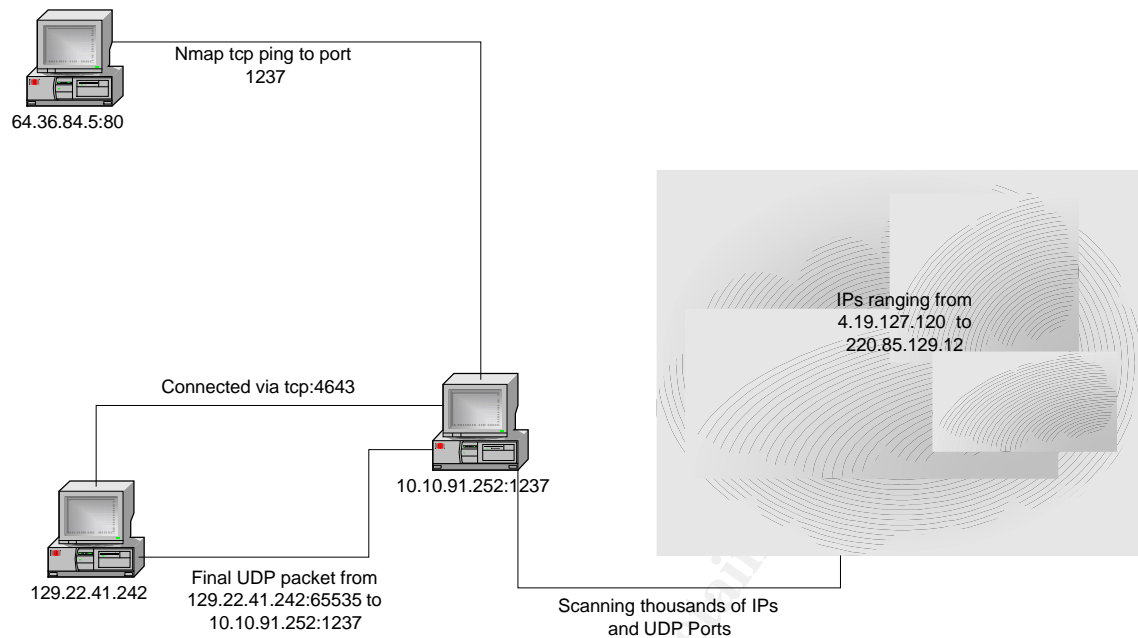 Nmap tcp ping to port
1237
64.36.84.5:80
IPs ranging from
4.19.127.120 to
220.85.129.12
Connected via tcp:4643
10.10.91.252:1237
129.22.41.242
Final UDP packet from
129.22.41.242:65535 to
10.10.91.252:1237
Scanning thousands of IPs
and UDP Ports